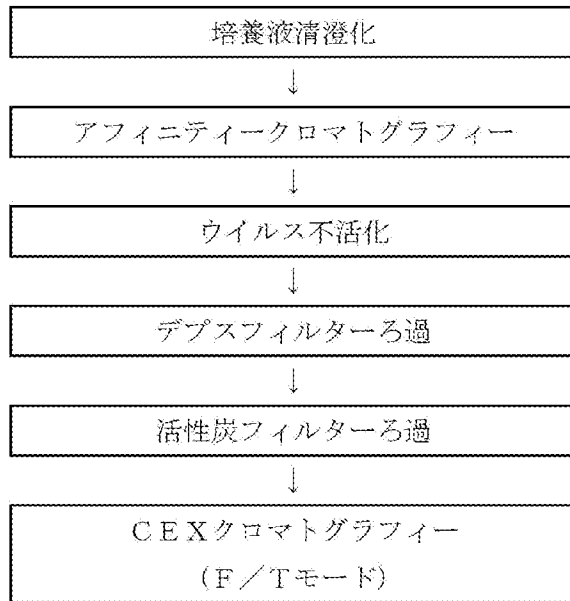 培養液清澄化
↓
アフィニティークロマトグラフィー
↓
ウイルス不活化
↓
デプスフィルターろ過
↓
活性炭フィルターろ過
↓
ＣＥＸクロマトグラフィー
（Ｆ／Ｔモード）